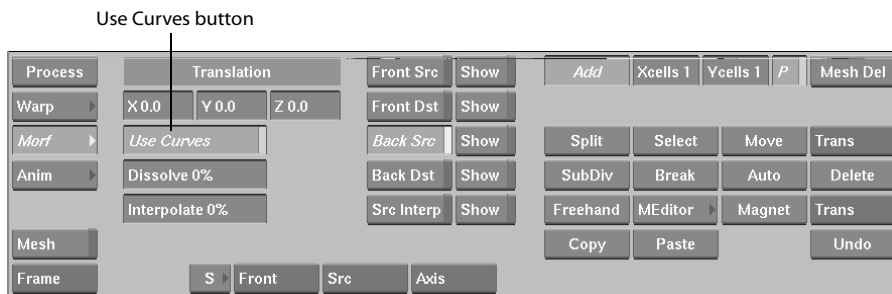 Use Curves button
Process Translation Front Src Show Add Xcells 1 Ycells 1 P Mesh Del
Warp X 0.0 Y 0.0 Z 0.0 Front Dst Show
Morf Use Curves Back Src Show Split Select Move Trans
Anim Dissolve 0% Back Dst Show SubDiv Break Auto Delete
Interpolate 0% Src Interp Show Freehand MEditor Magnet Trans
Mesh Copy Paste Undo
Frame S Front Src Axis